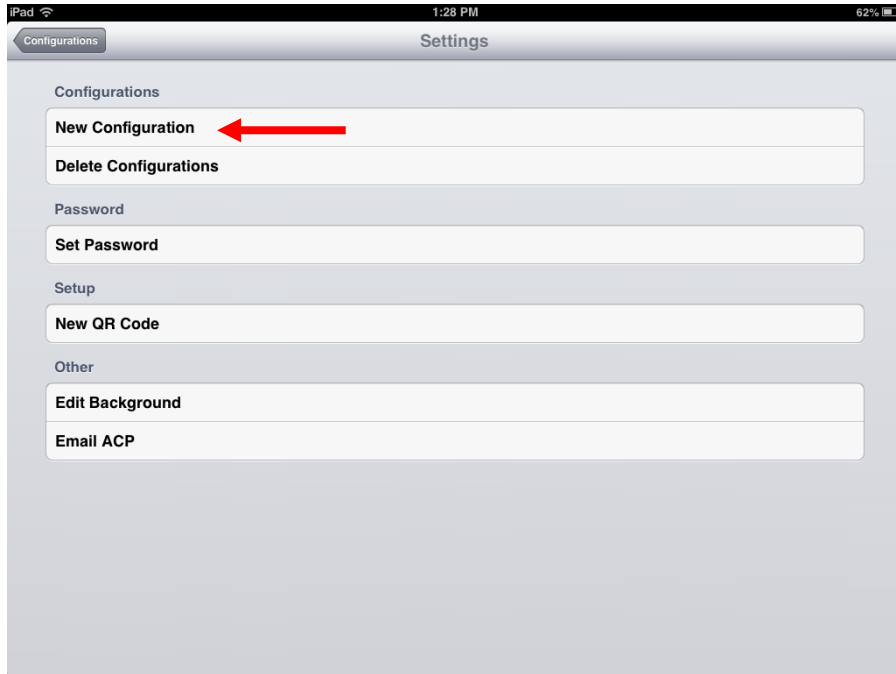 iPad 1:28 PM 62%
Configurations Settings
Configurations
New Configuration
Delete Configurations
Password
Set Password
Setup
New QR Code
Other
Edit Background
Email ACP